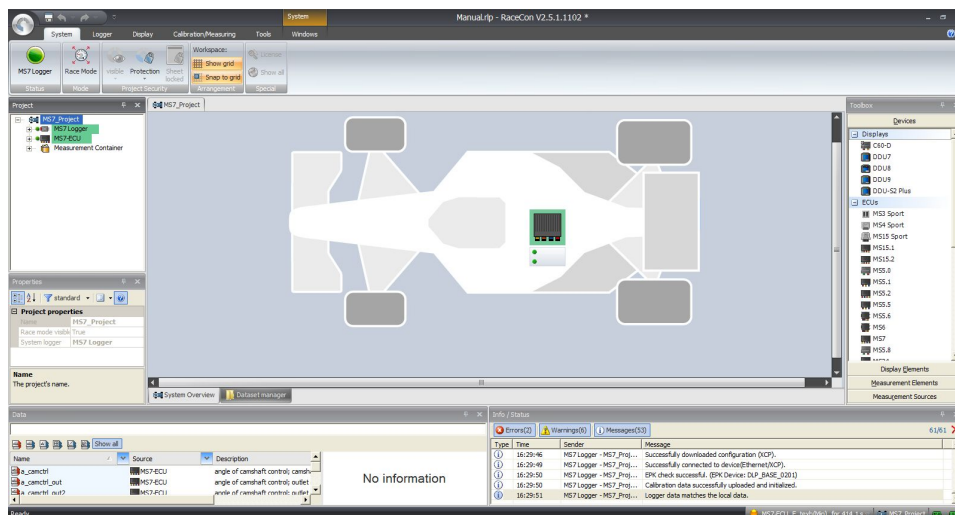 System
Manual.rlp - RaceCon V2.5.1.1102 *
System Logger Display Calibration/Measuring Tools Windows
MS7 Logger
Race Mode
visible
Protection
Sheet locked
Workspace:
Show grid
Snap to grid
License
Show all
Status Mode Project Security Arrangement Special
Project
MS7_Project
MS7 Logger
MS7-ECU
Measurement Container
MS7_Project
Properties
standard
Project properties
Name MS7_Project
Race mode visible True
System logger MS7 Logger
Name
The project's name.
System Overview Dataset manager
Toolbox
Devices
Displays
C60-D
DDU7
DDU8
DDU9
DDU-S2 Plus
ECUs
MS3 Sport
MS4 Sport
MS15 Sport
MS15.1
MS15.2
MS5.0
MS5.1
MS5.2
MS5.5
MS5.6
MS6
MS7
MS5.8
Display Elements
Measurement Elements
Measurement Sources
Data
Show all
Name Source Description
a_camctrl MS7-ECU angle of camshaft control; camsh
a_camctrl_out MS7-ECU angle of camshaft control; outlet
a_camctrl_out2 MS7-ECU angle of camshaft control; outlet
No information
Info / Status
Errors(2) Warnings(6) Messages(53) 61/61
Type Time Sender Message
16:29:46 MS7 Logger - MS7_Proj... Successfully downloaded configuration (XCP).
16:29:49 MS7 Logger - MS7_Proj... Successfully connected to device(Ethernet/XCP).
16:29:50 MS7 Logger - MS7_Proj... EPK check successful. (EPK Device: DLP_BASE_0201)
16:29:50 MS7 Logger - MS7_Proj... Calibration data successfully uploaded and initialized.
16:29:51 MS7 Logger - MS7_Proj... Logger data matches the local data.
Ready
MS7_Project